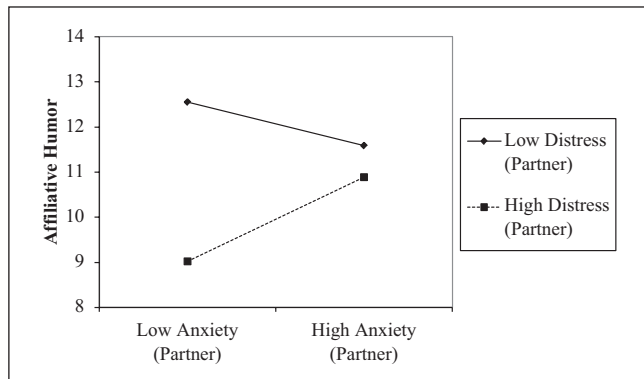 14
13
12
11
10
9
8
Affiliative Humor
Low Anxiety
(Partner)
High Anxiety
(Partner)
Low Distress
(Partner)
High Distress
(Partner)